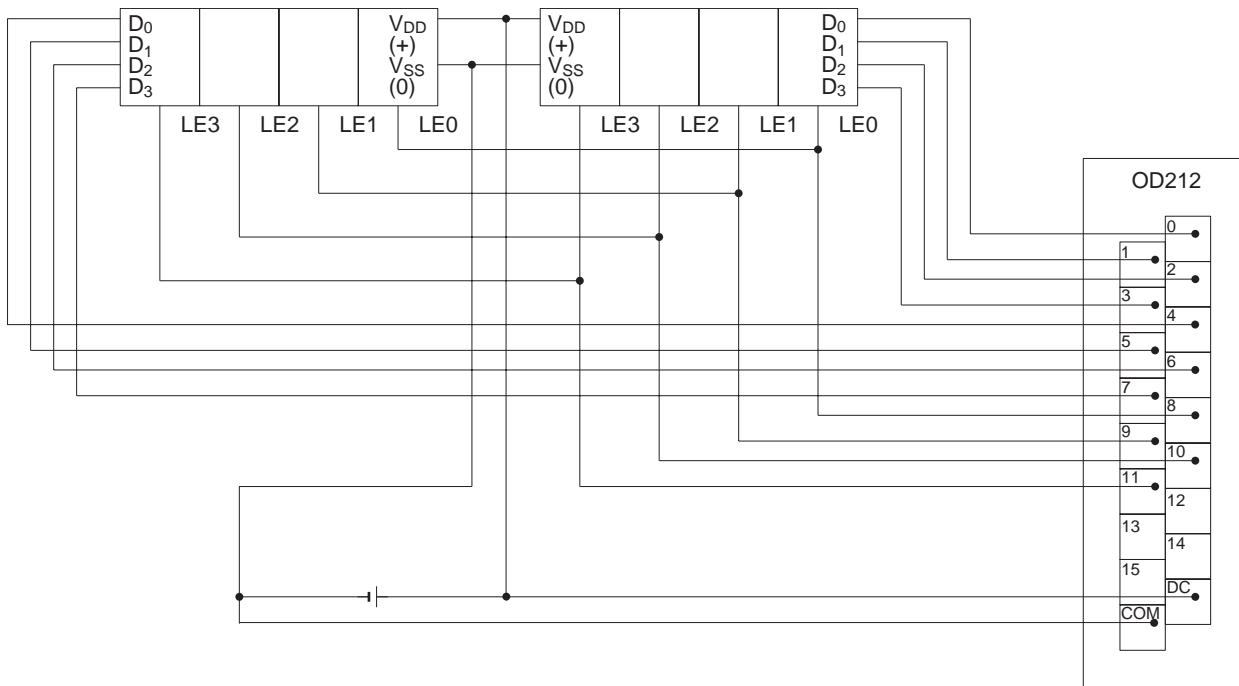 D0 VDD VDD D0
D1 (+) (+) D1
D2 VSS VSS D2
D3 (0) (0) D3
LE3 LE2 LE1 LE0 LE3 LE2 LE1 LE0
OD212
0
1
2
3
4
5
6
7
8
9
10
11
12
13
14
15
DC
COM